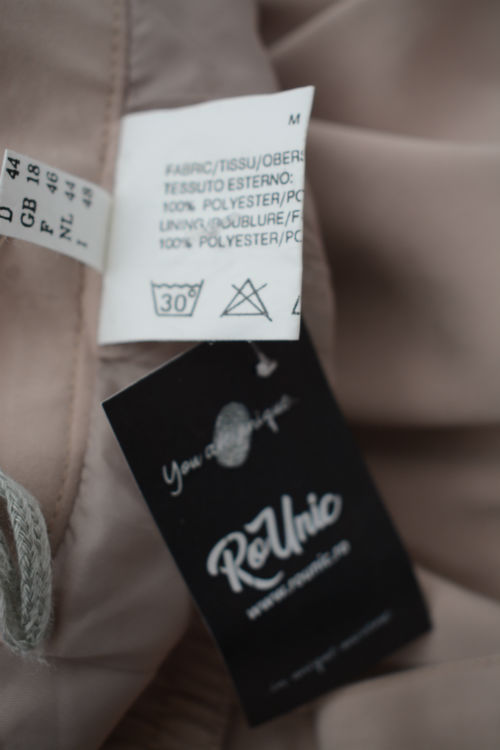 D 44
GB 18
F 46
NL 44
I 48
M
FABRIC/TISSU/OBERS
TESSUTO ESTERNO:
100% POLYESTER/PO
LINING/ROUBLURE/F
100% POLYESTER/PO
30°
You are unique.
RoUnic
www.rounic.ro